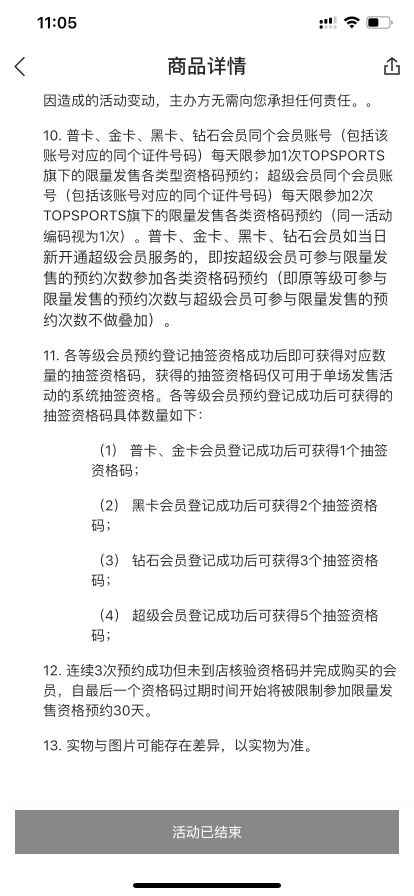 11:05
商品详情
因造成的活动变动，主办方无需向您承担任何责任。。
10. 普卡、金卡、黑卡、钻石会员同个会员账号（包括该
账号对应的同个证件号码）每天限参加1次TOPSPORTS
旗下的限量发售各类型资格码预约；超级会员同个会员账
号（包括该账号对应的同个证件号码）每天限参加2次
TOPSPORTS旗下的限量发售各类资格码预约（同一活动
编码视为1次）。普卡、金卡、黑卡、钻石会员如当日
新开通超级会员服务的，即按超级会员可参与限量发
售的预约次数参加各类资格码预约（即原等级可参与
限量发售的预约次数与超级会员可参与限量发售的预
约次数不做叠加）。
11. 各等级会员预约登记抽签资格成功后即可获得对应数
量的抽签资格码，获得的抽签资格码仅可用于单场发售活
动的系统抽签资格。各等级会员预约登记成功后可获得的
抽签资格码具体数量如下：
（1） 普卡、金卡会员登记成功后可获得1个抽签
资格码；
（2） 黑卡会员登记成功后可获得2个抽签资格
码；
（3） 钻石会员登记成功后可获得3个抽签资格
码；
（4） 超级会员登记成功后可获得5个抽签资格
码；
12. 连续3次预约成功但未到店核验资格码并完成购买的会
员，自最后一个资格码过期时间开始将被限制参加限量发
售资格预约30天。
13. 实物与图片可能存在差异，以实物为准。
活动已结束